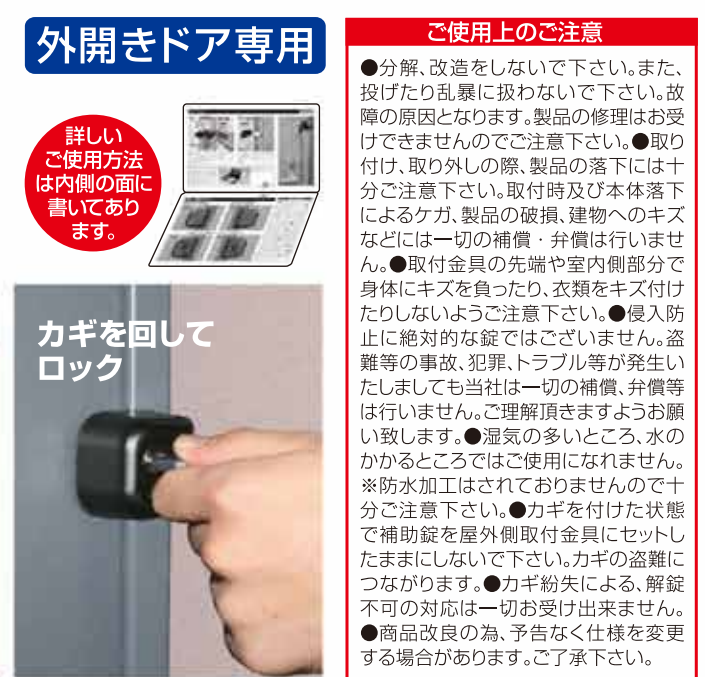 外開きドア専用
詳しい
ご使用方法
は内側の面に
書いてあり
ます。
カギを回して
ロック
ご使用上のご注意
●分解、改造をしないで下さい。また、
投げたり乱暴に扱わないで下さい。故
障の原因となります。製品の修理はお受
けできませんのでご注意下さい。●取り
付け、取り外しの際、製品の落下には十
分ご注意下さい。取付時及び本体落下
によるケガ、製品の破損、建物へのキズ
などには一切の補償・弁償は行いませ
ん。●取付金具の先端や室内側部分で
身体にキズを負ったり、衣類をキズ付け
たりしないようご注意下さい。●侵入防
止に絶対的な錠ではございません。盗
難等の事故、犯罪、トラブル等が発生い
たしましても当社は一切の補償、弁償等
は行いません。ご理解頂きますようお願
い致します。●湿気の多いところ、水の
かかるところではご使用になれません。
※防水加工はされておりませんので十
分ご注意下さい。●カギを付けた状態
で補助錠を屋外側取付金具にセットし
たままにしないで下さい。カギの盗難に
つながります。●カギ紛失による、解錠
不可の対応は一切お受け出来ません。
●商品改良の為、予告なく仕様を変更
する場合があります。ご了承下さい。